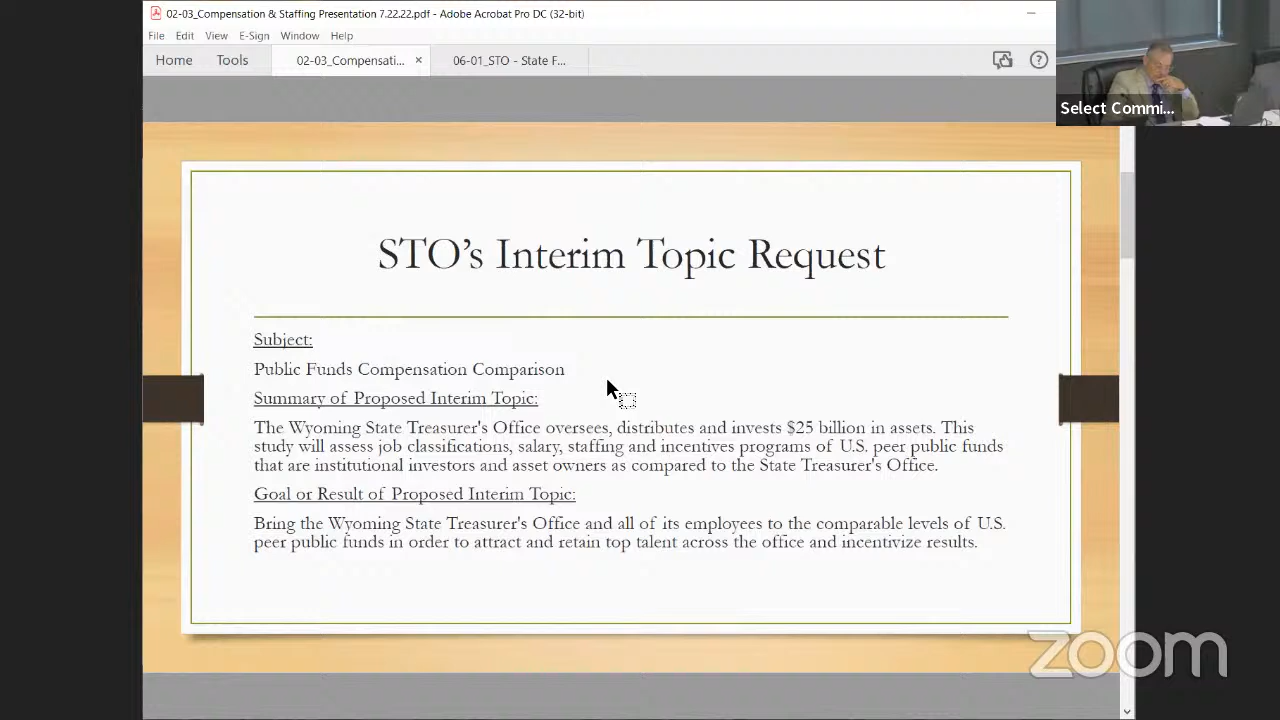 02-03_Compensation & Staffing Presentation 7.22.22.pdf - Adobe Acrobat Pro DC (32-bit)
File Edit View E-Sign Window Help
Home Tools 02-03_Compensati... × 06-01_STO - State F...
Select Commi...
STO’s Interim Topic Request
Subject:
Public Funds Compensation Comparison
Summary of Proposed Interim Topic:
The Wyoming State Treasurer's Office oversees, distributes and invests $25 billion in assets. This
study will assess job classifications, salary, staffing and incentives programs of U.S. peer public funds
that are institutional investors and asset owners as compared to the State Treasurer's Office.
Goal or Result of Proposed Interim Topic:
Bring the Wyoming State Treasurer's Office and all of its employees to the comparable levels of U.S.
peer public funds in order to attract and retain top talent across the office and incentivize results.
zoom